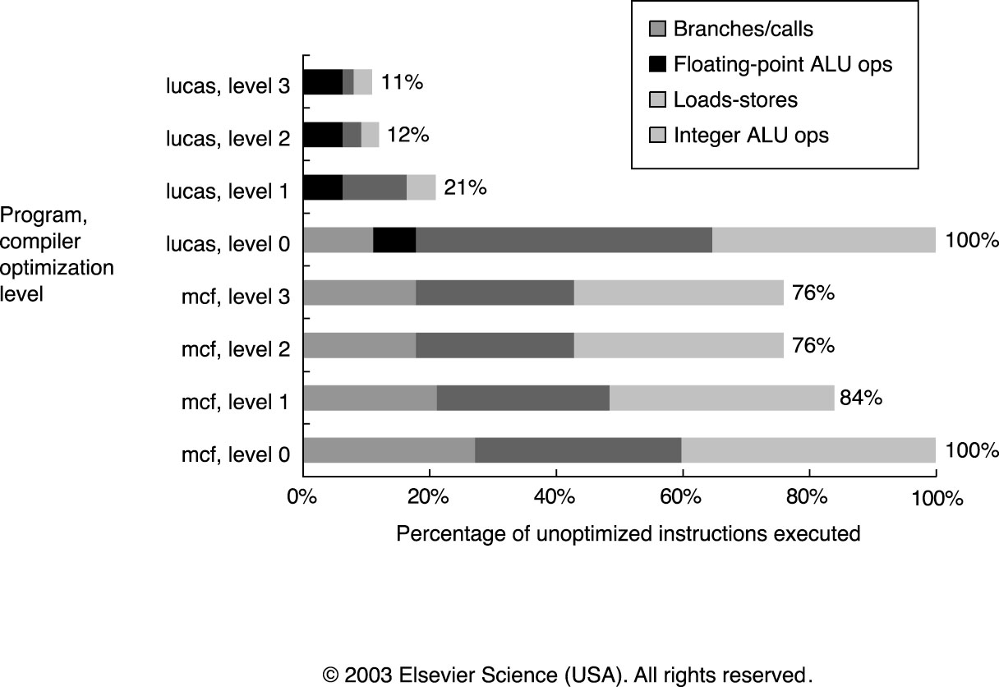 Branches/calls
Floating-point ALU ops
Loads-stores
Integer ALU ops
lucas, level 3
11%
lucas, level 2
12%
lucas, level 1
21%
Program,
compiler
optimization
level
lucas, level 0
100%
mcf, level 3
76%
mcf, level 2
76%
mcf, level 1
84%
mcf, level 0
100%
0% 20% 40% 60% 80% 100%
Percentage of unoptimized instructions executed
© 2003 Elsevier Science (USA). All rights reserved.